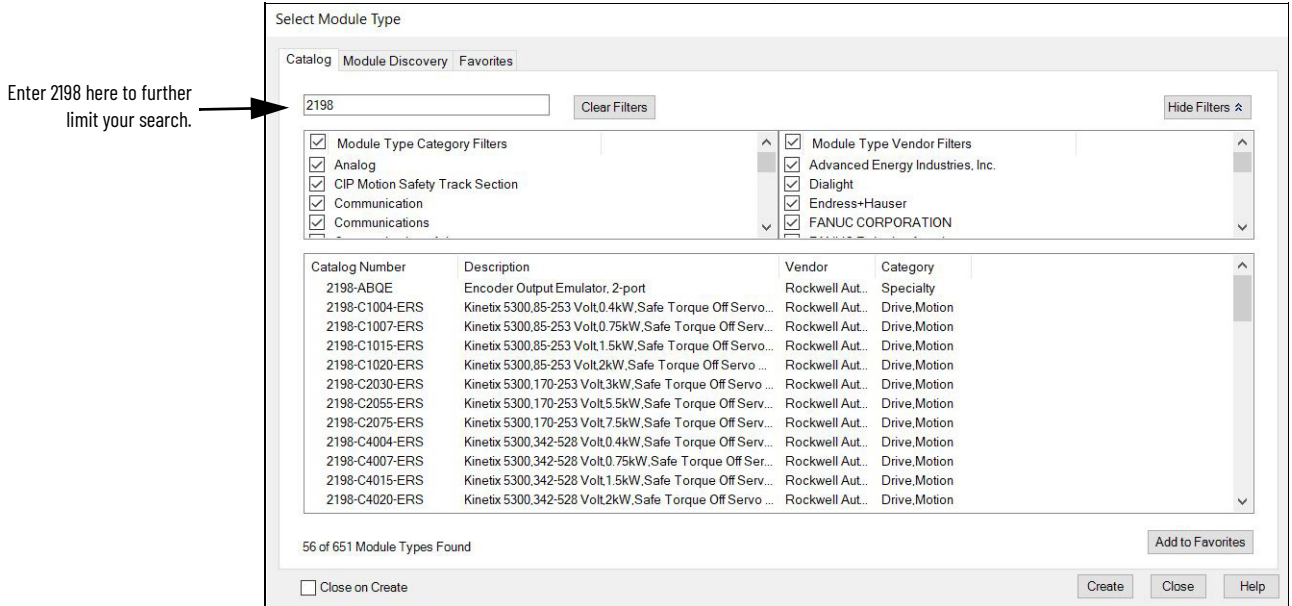 Select Module Type
Catalog Module Discovery Favorites
Enter 2198 here to further
limit your search.
2198 Clear Filters Hide Filters
Module Type Category Filters Module Type Vendor Filters
Analog Advanced Energy Industries, Inc.
CIP Motion Safety Track Section Dialight
Communication Endress+Hauser
Communications FANUC CORPORATION
Catalog Number Description Vendor Category
2198-ABQE Encoder Output Emulator, 2-port Rockwell Aut... Specialty
2198-C1004-ERS Kinetix 5300,85-253 Volt,0.4kW,Safe Torque Off Servo... Rockwell Aut... Drive,Motion
2198-C1007-ERS Kinetix 5300,85-253 Volt,0.75kW,Safe Torque Off Serv... Rockwell Aut... Drive,Motion
2198-C1015-ERS Kinetix 5300,85-253 Volt,1.5kW,Safe Torque Off Servo... Rockwell Aut... Drive,Motion
2198-C1020-ERS Kinetix 5300,85-253 Volt,2kW,Safe Torque Off Servo ... Rockwell Aut... Drive,Motion
2198-C2030-ERS Kinetix 5300,170-253 Volt,3kW,Safe Torque Off Servo ... Rockwell Aut... Drive,Motion
2198-C2055-ERS Kinetix 5300,170-253 Volt,5.5kW,Safe Torque Off Serv... Rockwell Aut... Drive,Motion
2198-C2075-ERS Kinetix 5300,170-253 Volt,7.5kW,Safe Torque Off Serv... Rockwell Aut... Drive,Motion
2198-C4004-ERS Kinetix 5300,342-528 Volt,0.4kW,Safe Torque Off Serv... Rockwell Aut... Drive,Motion
2198-C4007-ERS Kinetix 5300,342-528 Volt,0.75kW,Safe Torque Off Ser... Rockwell Aut... Drive,Motion
2198-C4015-ERS Kinetix 5300,342-528 Volt,1.5kW,Safe Torque Off Serv... Rockwell Aut... Drive,Motion
2198-C4020-ERS Kinetix 5300,342-528 Volt,2kW,Safe Torque Off Servo ... Rockwell Aut... Drive,Motion
56 of 651 Module Types Found Add to Favorites
Close on Create Create Close Help